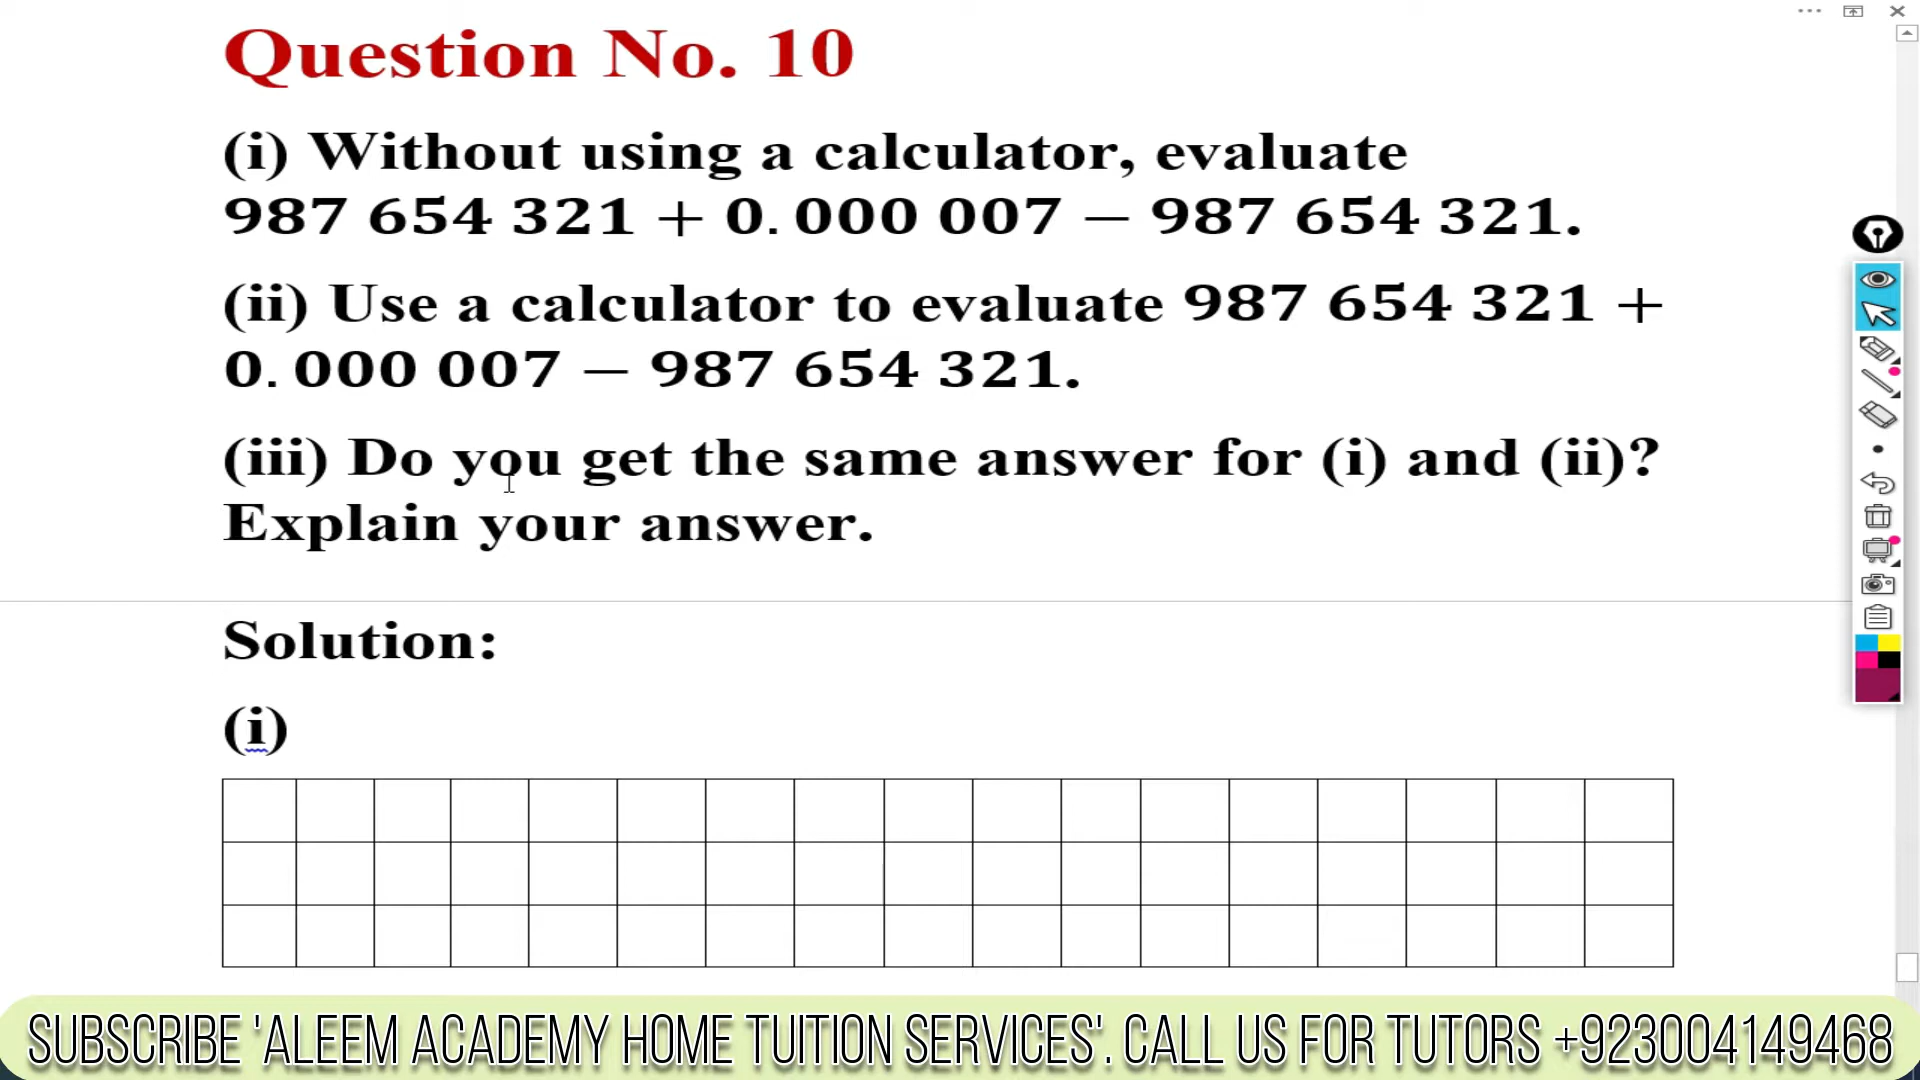 Question No. 10
(i) Without using a calculator, evaluate
987 654 321 + 0. 000 007 − 987 654 321.
(ii) Use a calculator to evaluate 987 654 321 +
0. 000 007 − 987 654 321.
(iii) Do you get the same answer for (i) and (ii)?
Explain your answer.
Solution:
(i)
SUBSCRIBE 'ALEEM ACADEMY HOME TUITION SERVICES'. CALL US FOR TUTORS +923004149468